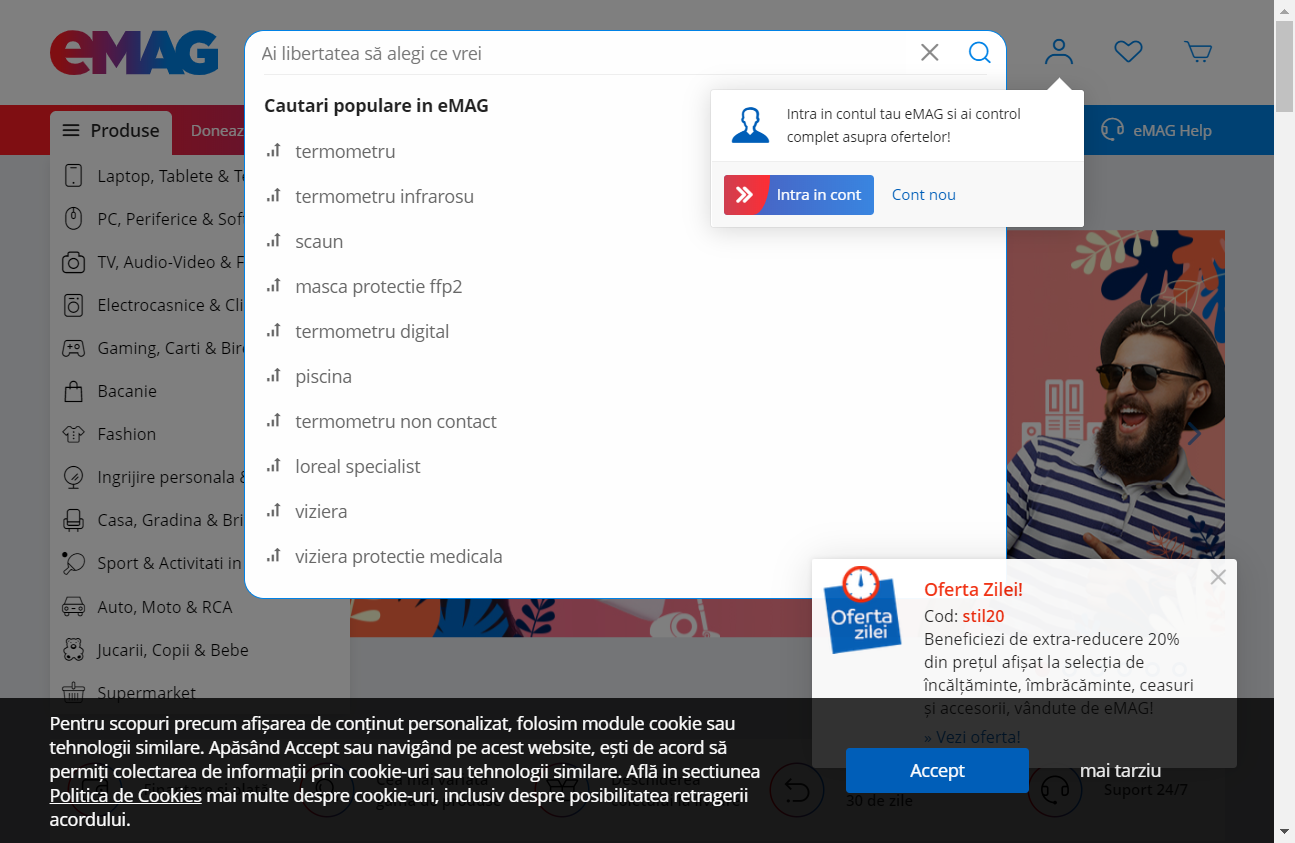 eMAG
Ai libertatea să alegi ce vrei
Cautari populare in eMAG
termometru
termometru infrarosu
scaun
masca protectie ffp2
termometru digital
piscina
termometru non contact
loreal specialist
viziera
viziera protectie medicala
Intra in contul tau eMAG si ai control
complet asupra ofertelor!
Intra in cont
Cont nou
Produse
Doneaz
eMAG Help
Laptop, Tablete & Te
PC, Periferice & Soft
TV, Audio-Video & F
Electrocasnice & Cli
Gaming, Carti & Biro
Bacanie
Fashion
Ingrijire personala &
Casa, Gradina & Bri
Sport & Activitati in
Auto, Moto & RCA
Jucarii, Copii & Bebe
Supermarket
Oferta
zilei
Oferta Zilei!
Cod: stil20
Beneficiezi de extra-reducere 20%
din prețul afișat la selecția de
încălțăminte, îmbrăcăminte, ceasuri
și accesorii, vândute de eMAG!
» Vezi oferta!
Pentru scopuri precum afișarea de conținut personalizat, folosim module cookie sau
tehnologii similare. Apăsând Accept sau navigând pe acest website, ești de acord să
permiți colectarea de informații prin cookie-uri sau tehnologii similare. Află in sectiunea
Politica de Cookies mai multe despre cookie-uri, inclusiv despre posibilitatea retragerii
acordului.
Accept
mai tarziu
30 de zile
Suport 24/7